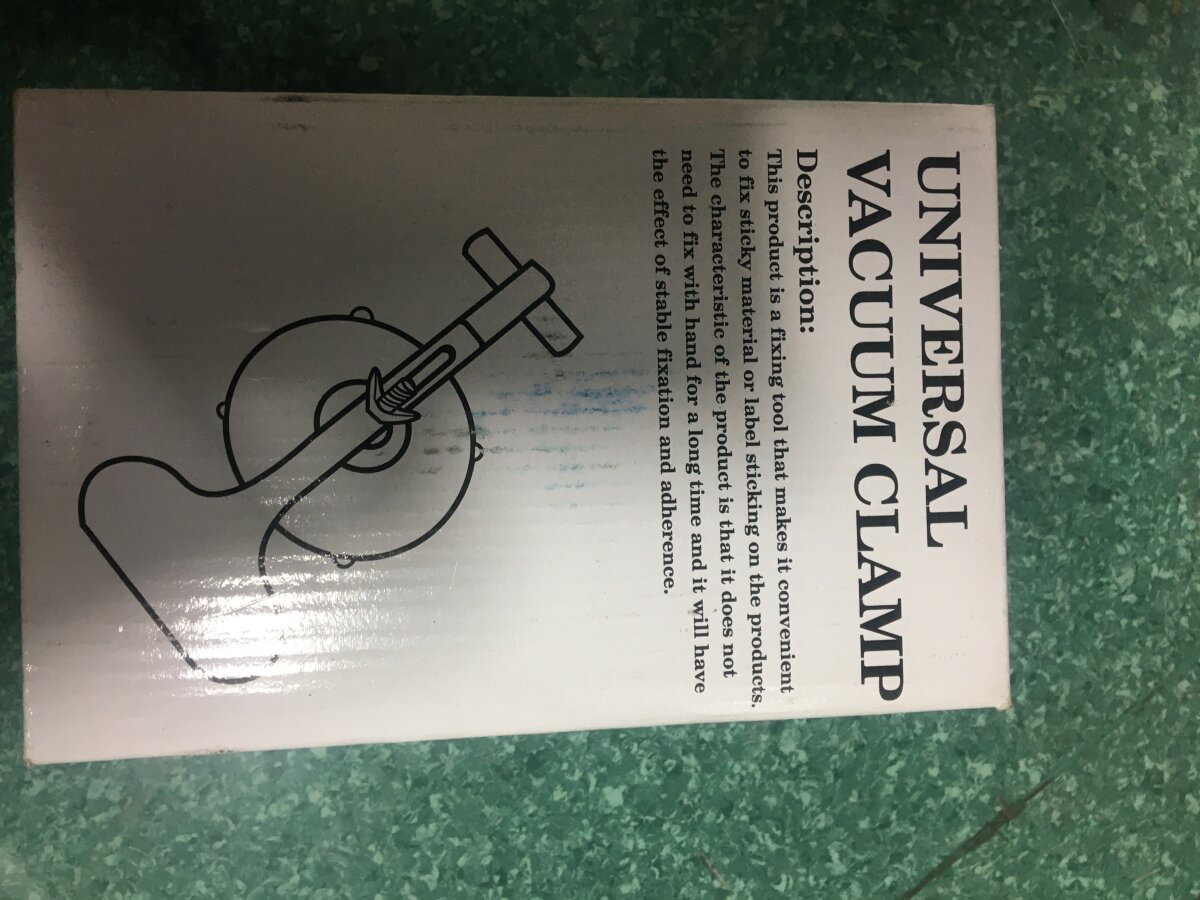 UNIVERSAL
VACUUM CLAMP
Description:
This product is a fixing tool that makes it convenient
to fix sticky material or label sticking on the products.
The characteristic of the product is that it does not
need to fix with hand for a long time and it will have
the effect of stable fixation and adherence.